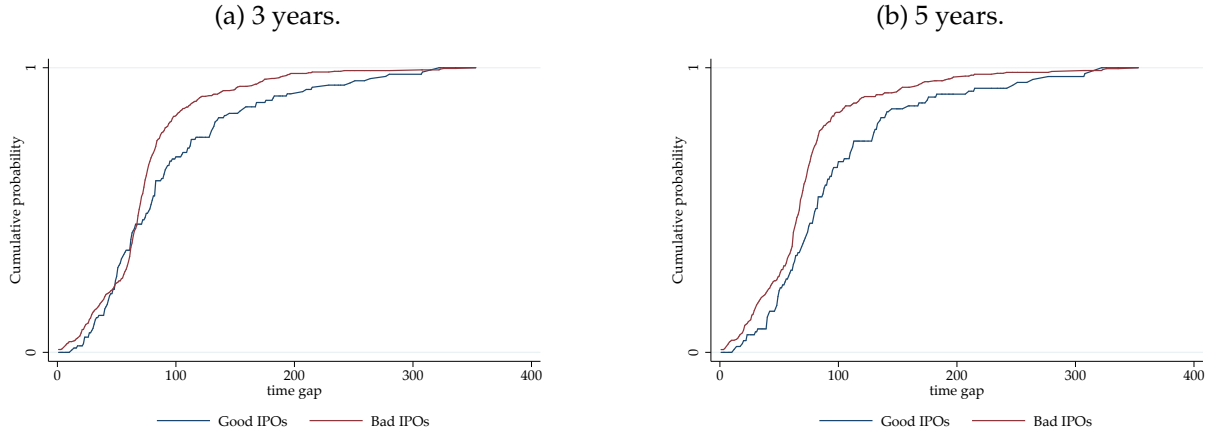 (a) 3 years.
1
Cumulative probability
0
0 100 200 300 400
time gap
Good IPOs Bad IPOs
(b) 5 years.
1
Cumulative probability
0
0 100 200 300 400
time gap
Good IPOs Bad IPOs